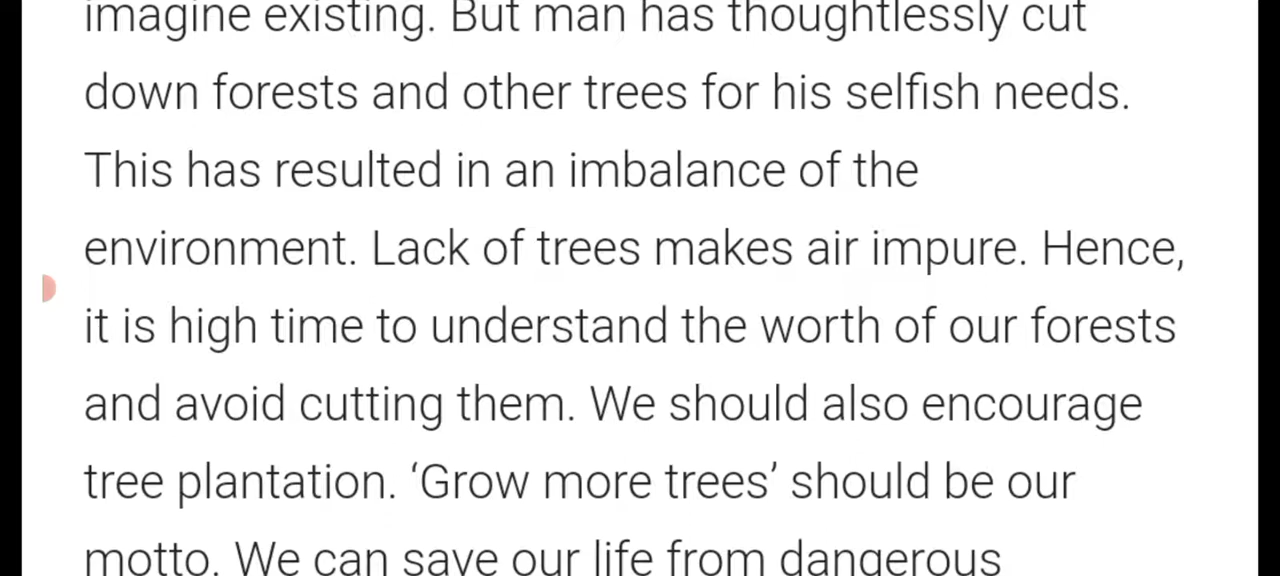 imagine existing. But man has thoughtlessly cut
down forests and other trees for his selfish needs.
This has resulted in an imbalance of the
environment. Lack of trees makes air impure. Hence,
it is high time to understand the worth of our forests
and avoid cutting them. We should also encourage
tree plantation. ‘Grow more trees’ should be our
motto. We can save our life from dangerous